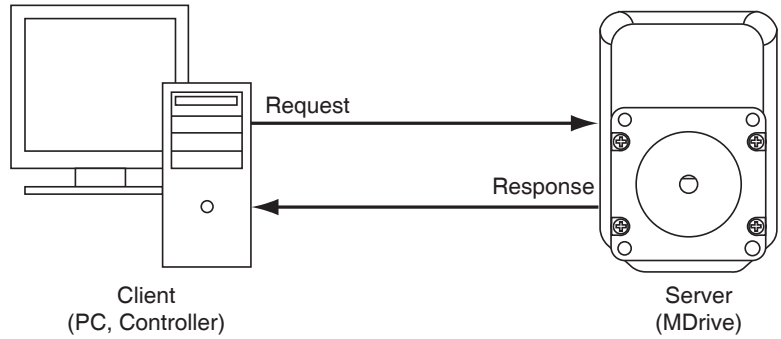 Request
Response
Client
(PC, Controller)
Server
(MDrive)